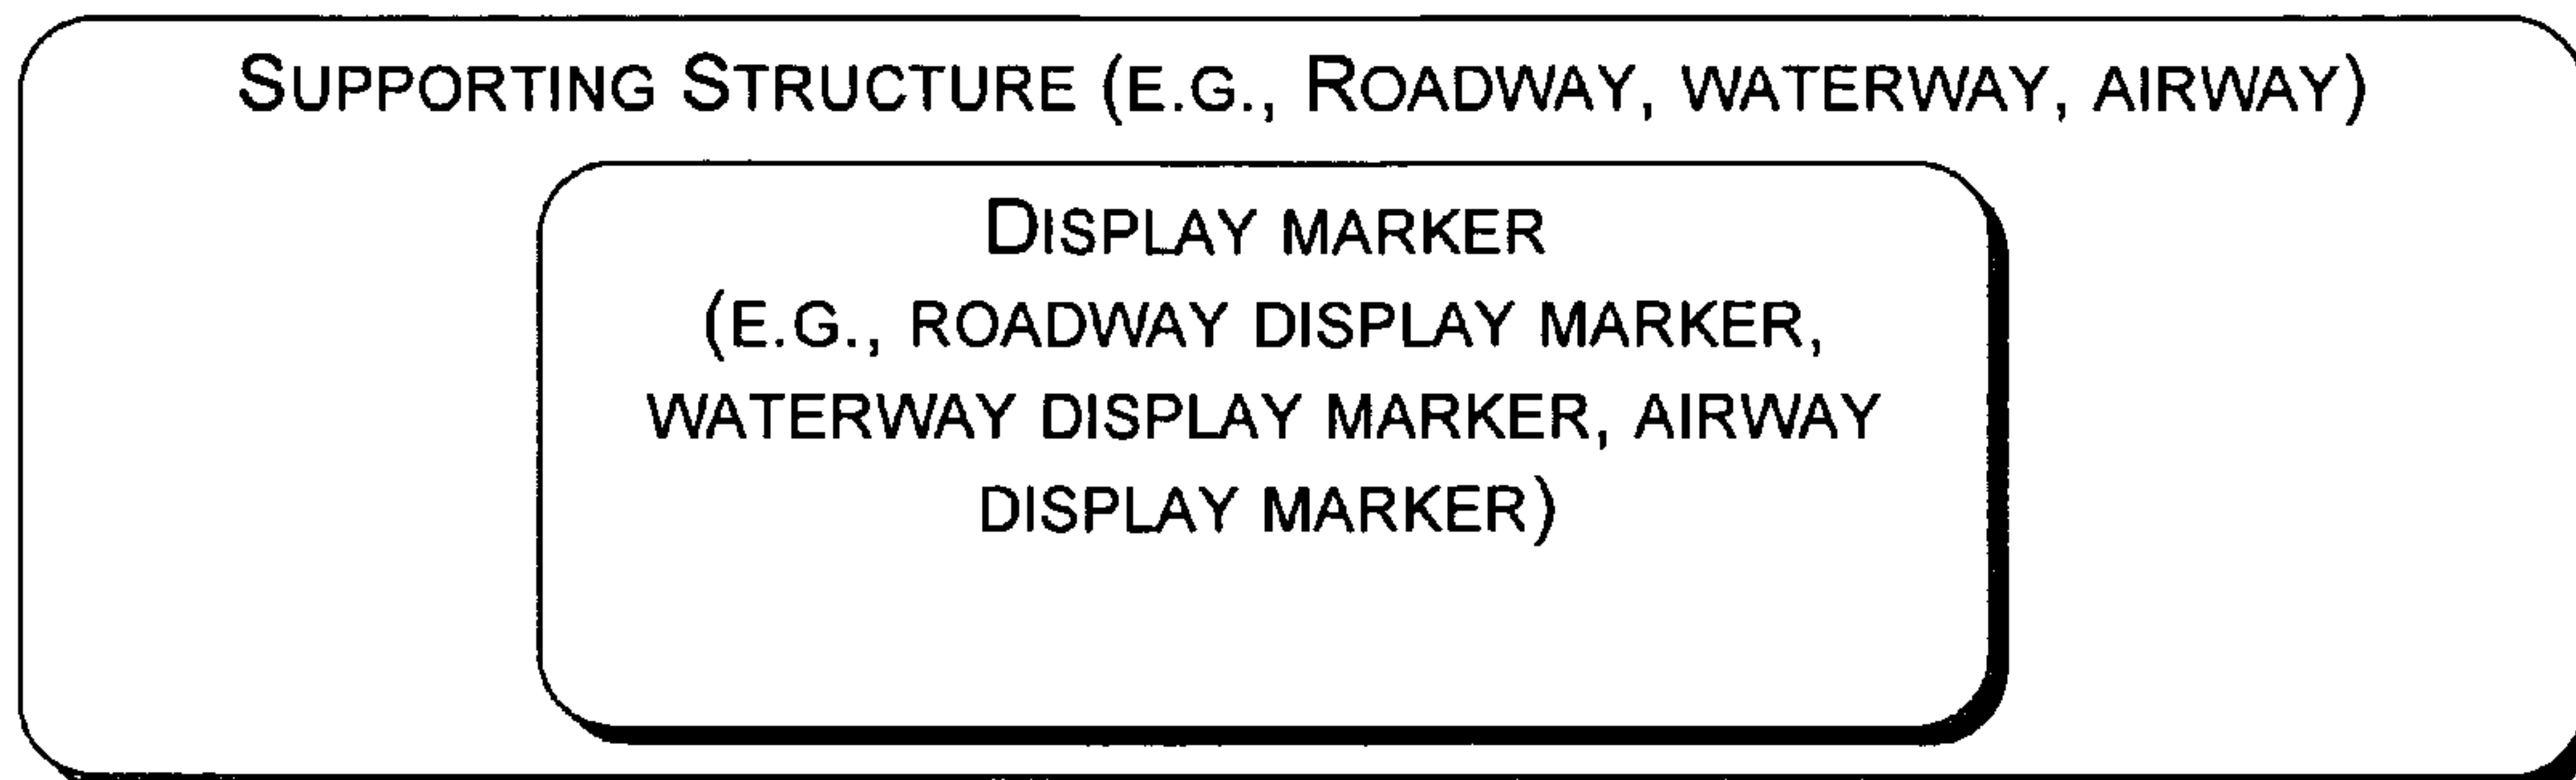 SUPPORTING STRUCTURE (E.G., ROADWAY, WATERWAY, AIRWAY)
DISPLAY MARKER
(E.G., ROADWAY DISPLAY MARKER,
WATERWAY DISPLAY MARKER, AIRWAY
DISPLAY MARKER)